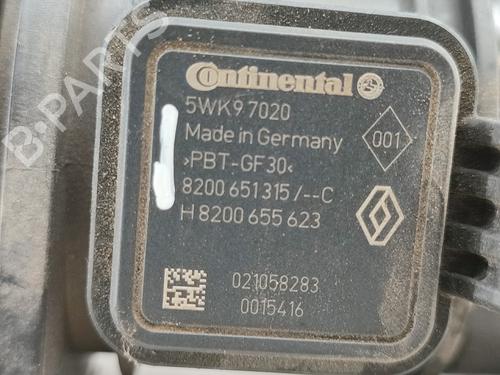 Continental
5WK9 7020
Made in Germany
001
>PBT-GF30<
8200 651 315 /--C
H 8200 655 623
021058283
0015416
B-PARTS